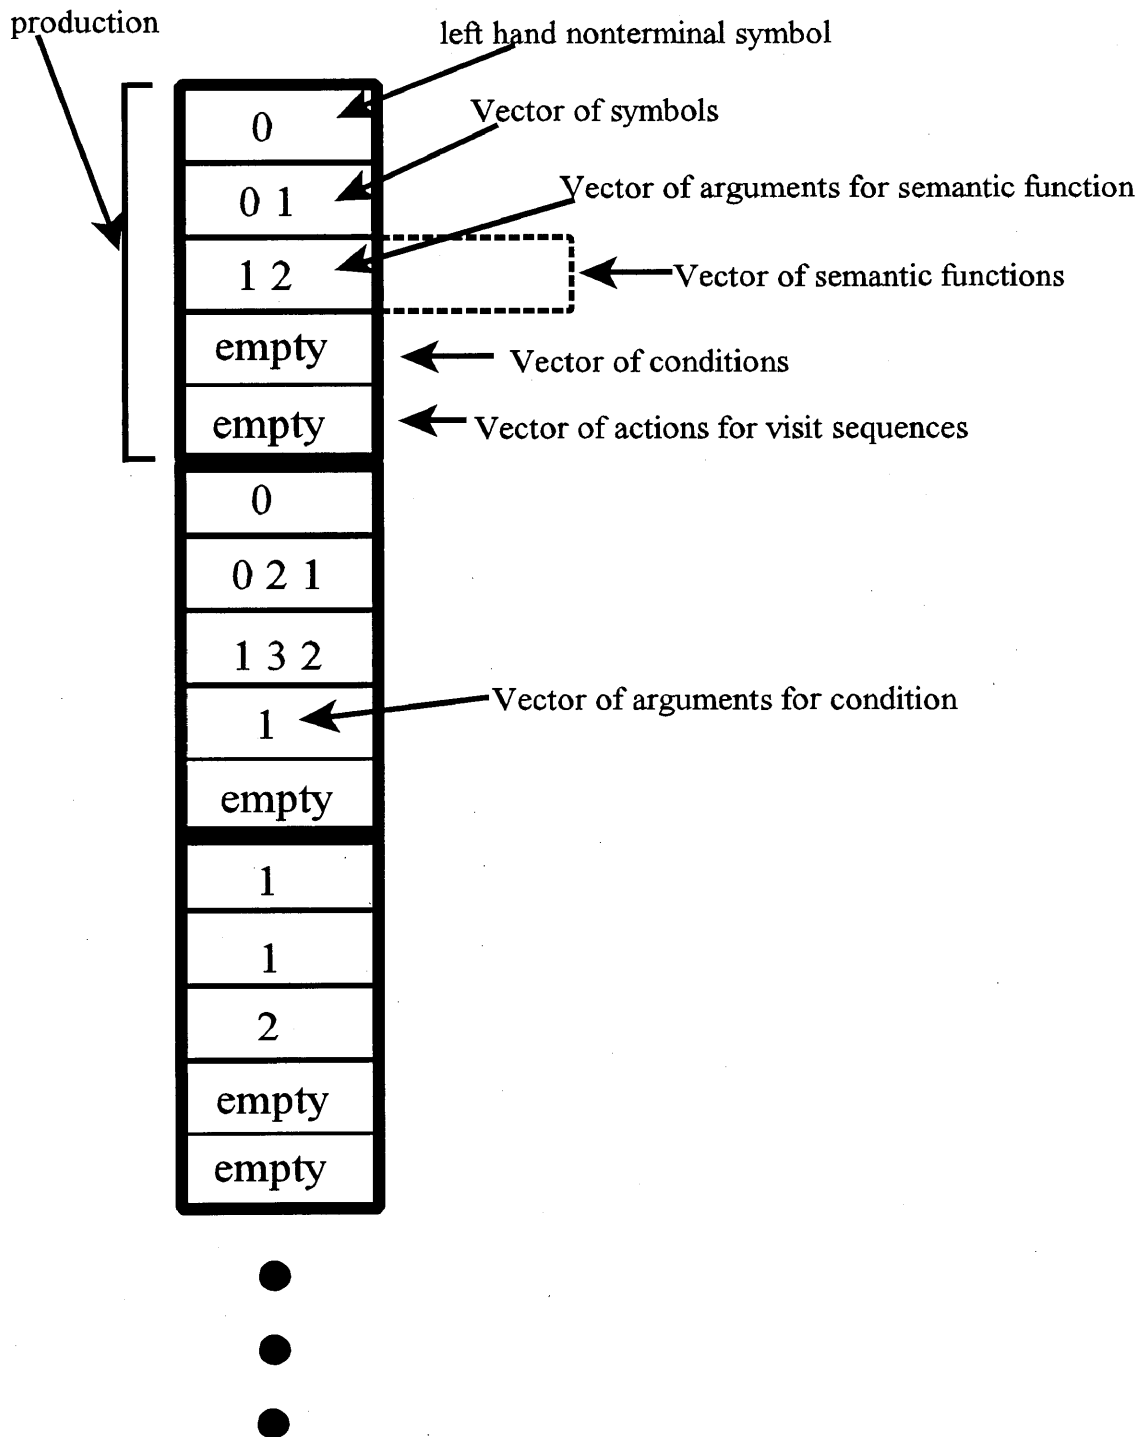 production
left hand nonterminal symbol
0
Vector of symbols
0 1
Vector of arguments for semantic function
1 2
Vector of semantic functions
empty
Vector of conditions
empty
Vector of actions for visit sequences
0
0 2 1
1 3 2
1
Vector of arguments for condition
empty
1
1
2
empty
empty